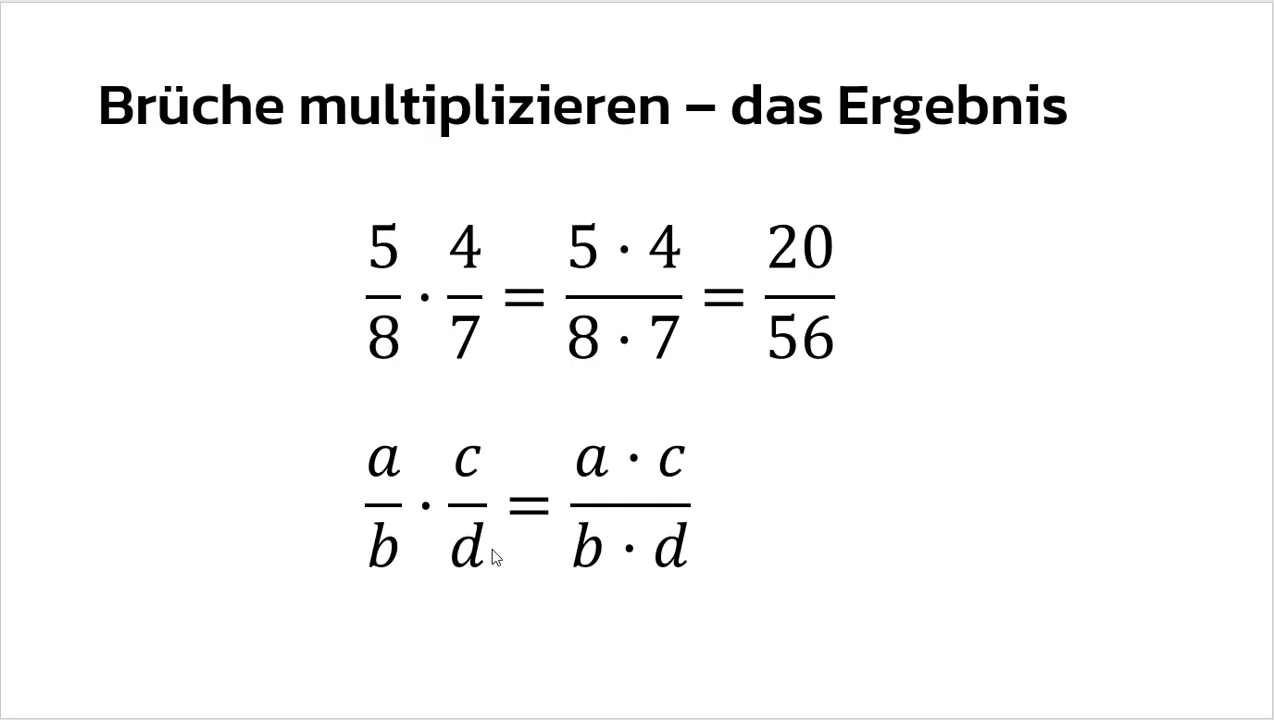 Brüche multiplizieren – das Ergebnis
5/8 · 4/7 = (5 · 4)/(8 · 7) = 20/56
a/b · c/d = (a · c)/(b · d)